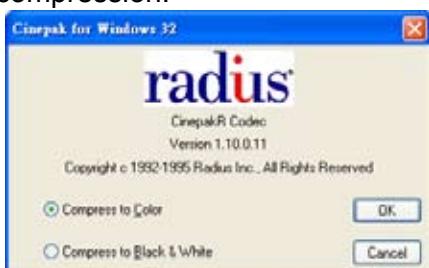 compression.
Cinepak for Windows 32
radius
CinepakR Codec
Version 1.10.0.11
Copyright c 1992-1995 Radius Inc., All Rights Reserved
Compress to Color
OK
Compress to Black & White
Cancel